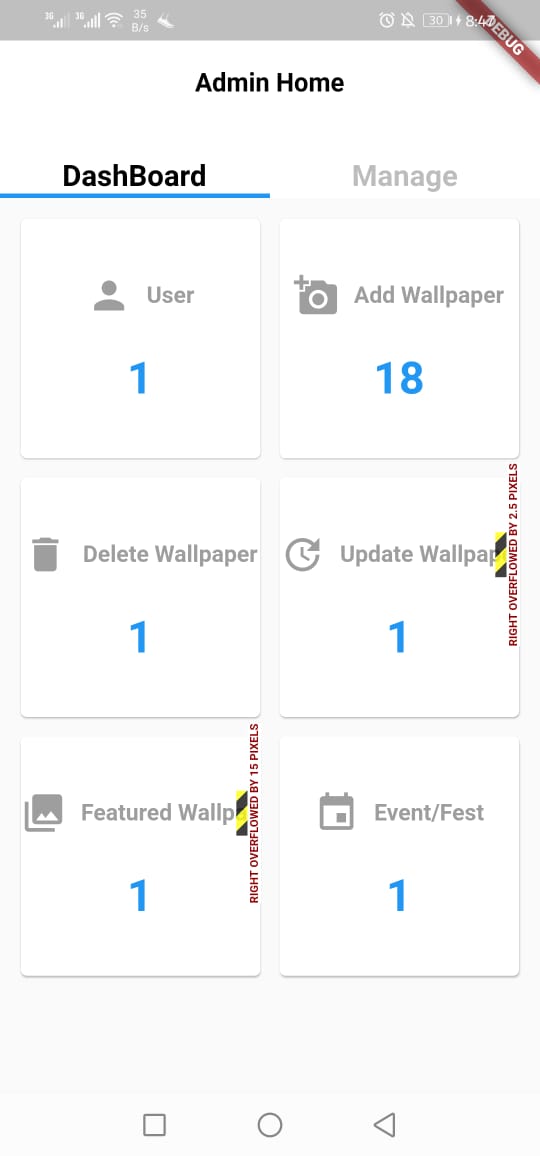 3G 3G 35 B/s 30 8:47
DEBUG
Admin Home
DashBoard Manage
User Add Wallpaper
1 18
Delete Wallpaper Update Wallpap
RIGHT OVERFLOWED BY 2.5 PIXELS
1 1
Featured Wallp Event/Fest
RIGHT OVERFLOWED BY 15 PIXELS
1 1